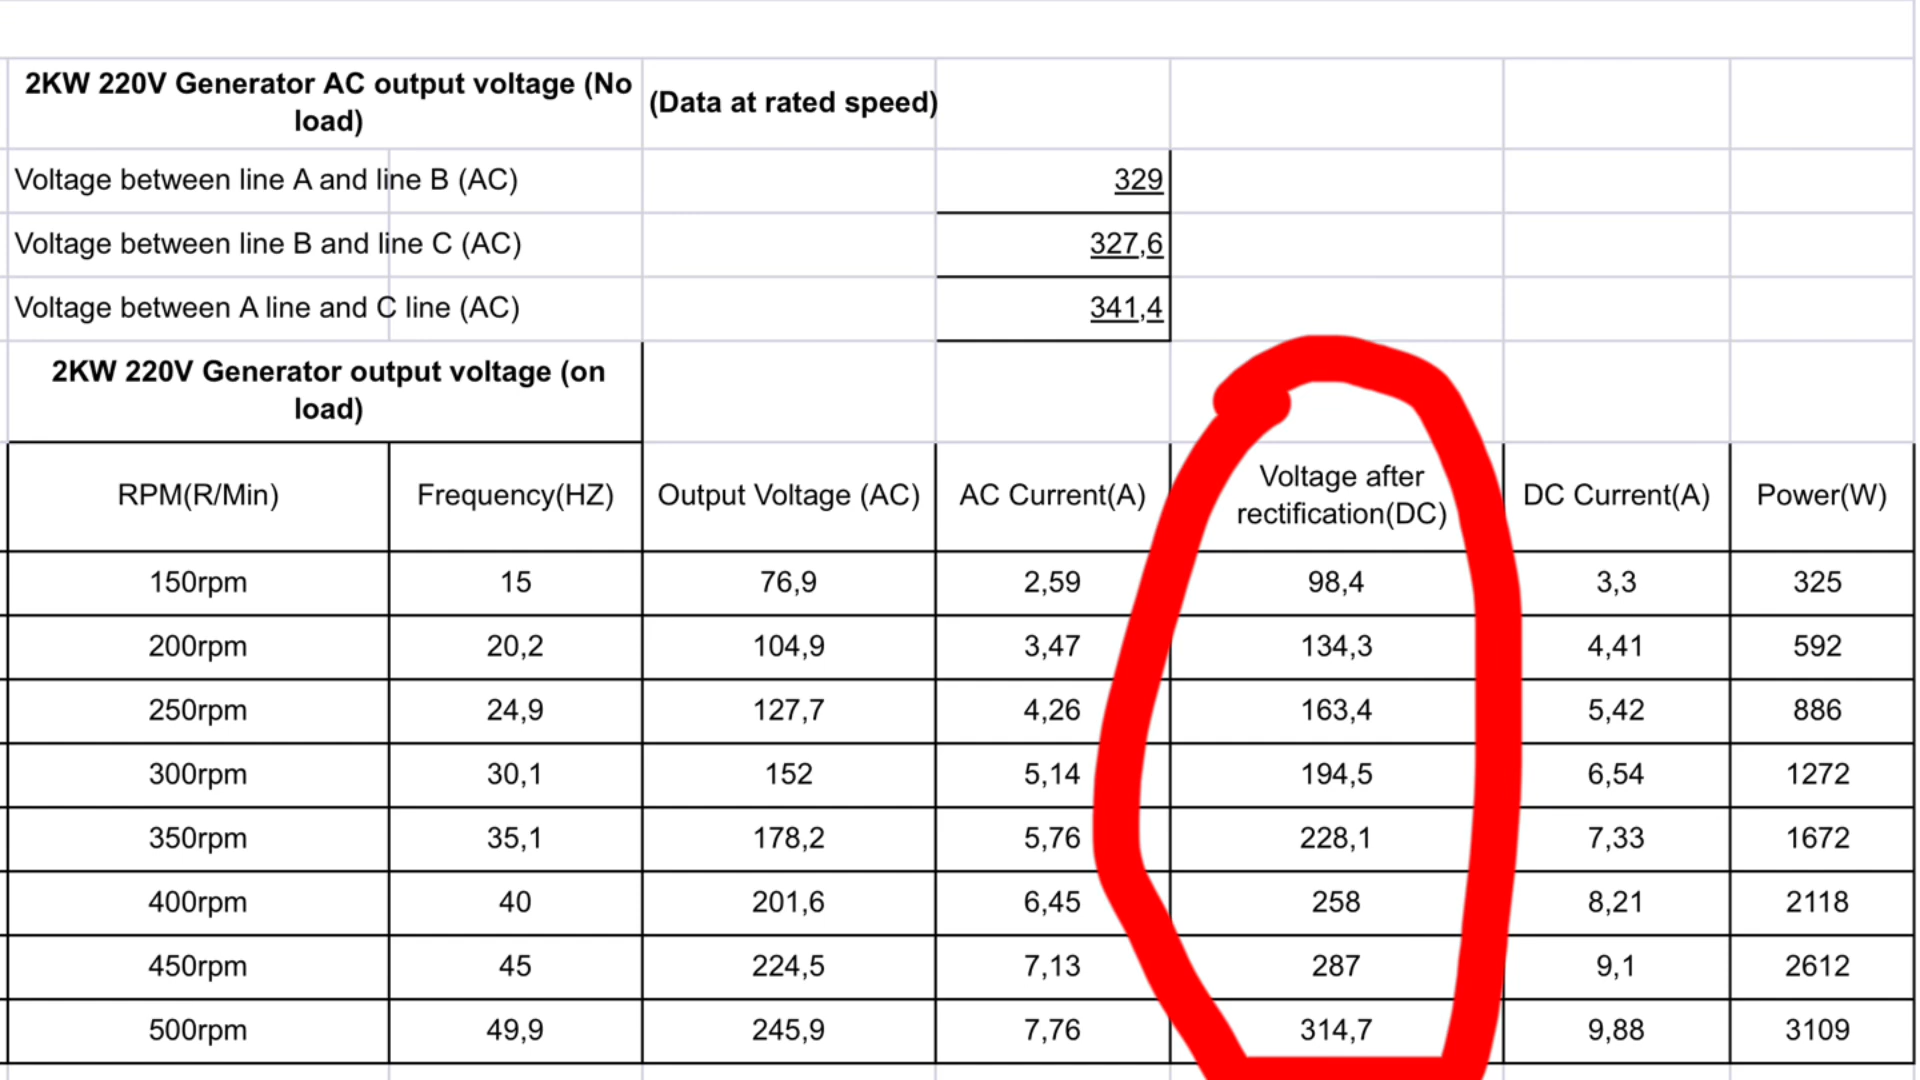 2KW 220V Generator AC output voltage (No load) (Data at rated speed)
Voltage between line A and line B (AC) 329
Voltage between line B and line C (AC) 327,6
Voltage between A line and C line (AC) 341,4
2KW 220V Generator output voltage (on load)
RPM(R/Min) Frequency(HZ) Output Voltage (AC) AC Current(A) Voltage after rectification(DC) DC Current(A) Power(W)
150rpm 15 76,9 2,59 98,4 3,3 325
200rpm 20,2 104,9 3,47 134,3 4,41 592
250rpm 24,9 127,7 4,26 163,4 5,42 886
300rpm 30,1 152 5,14 194,5 6,54 1272
350rpm 35,1 178,2 5,76 228,1 7,33 1672
400rpm 40 201,6 6,45 258 8,21 2118
450rpm 45 224,5 7,13 287 9,1 2612
500rpm 49,9 245,9 7,76 314,7 9,88 3109